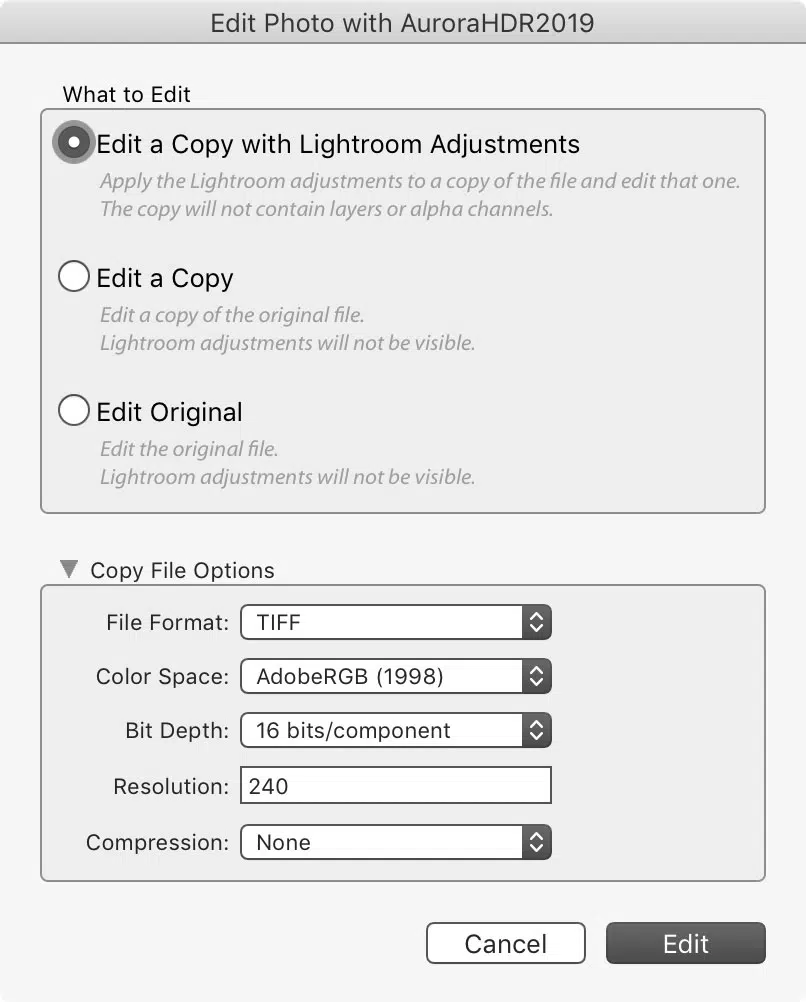 Edit Photo with AuroraHDR2019
What to Edit
Edit a Copy with Lightroom Adjustments
Apply the Lightroom adjustments to a copy of the file and edit that one.
The copy will not contain layers or alpha channels.
Edit a Copy
Edit a copy of the original file.
Lightroom adjustments will not be visible.
Edit Original
Edit the original file.
Lightroom adjustments will not be visible.
Copy File Options
File Format: TIFF
Color Space: AdobeRGB (1998)
Bit Depth: 16 bits/component
Resolution: 240
Compression: None
Cancel Edit